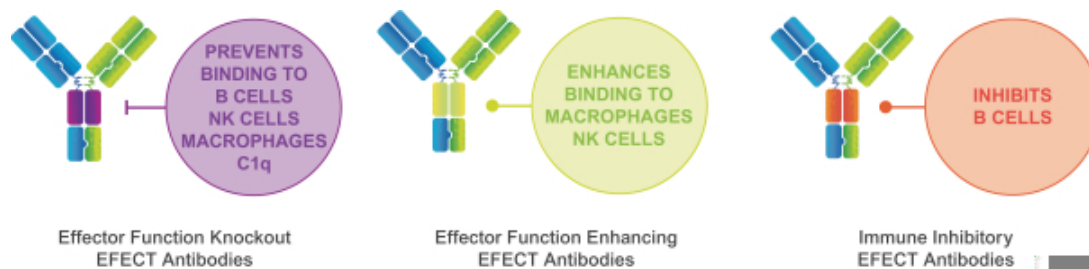 PREVENTS
BINDING TO
B CELLS
NK CELLS
MACROPHAGES
C1q
ENHANCES
BINDING TO
MACROPHAGES
NK CELLS
INHIBITS
B CELLS
Effector Function Knockout
EFECT Antibodies
Effector Function Enhancing
EFECT Antibodies
Immune Inhibitory
EFECT Antibodies